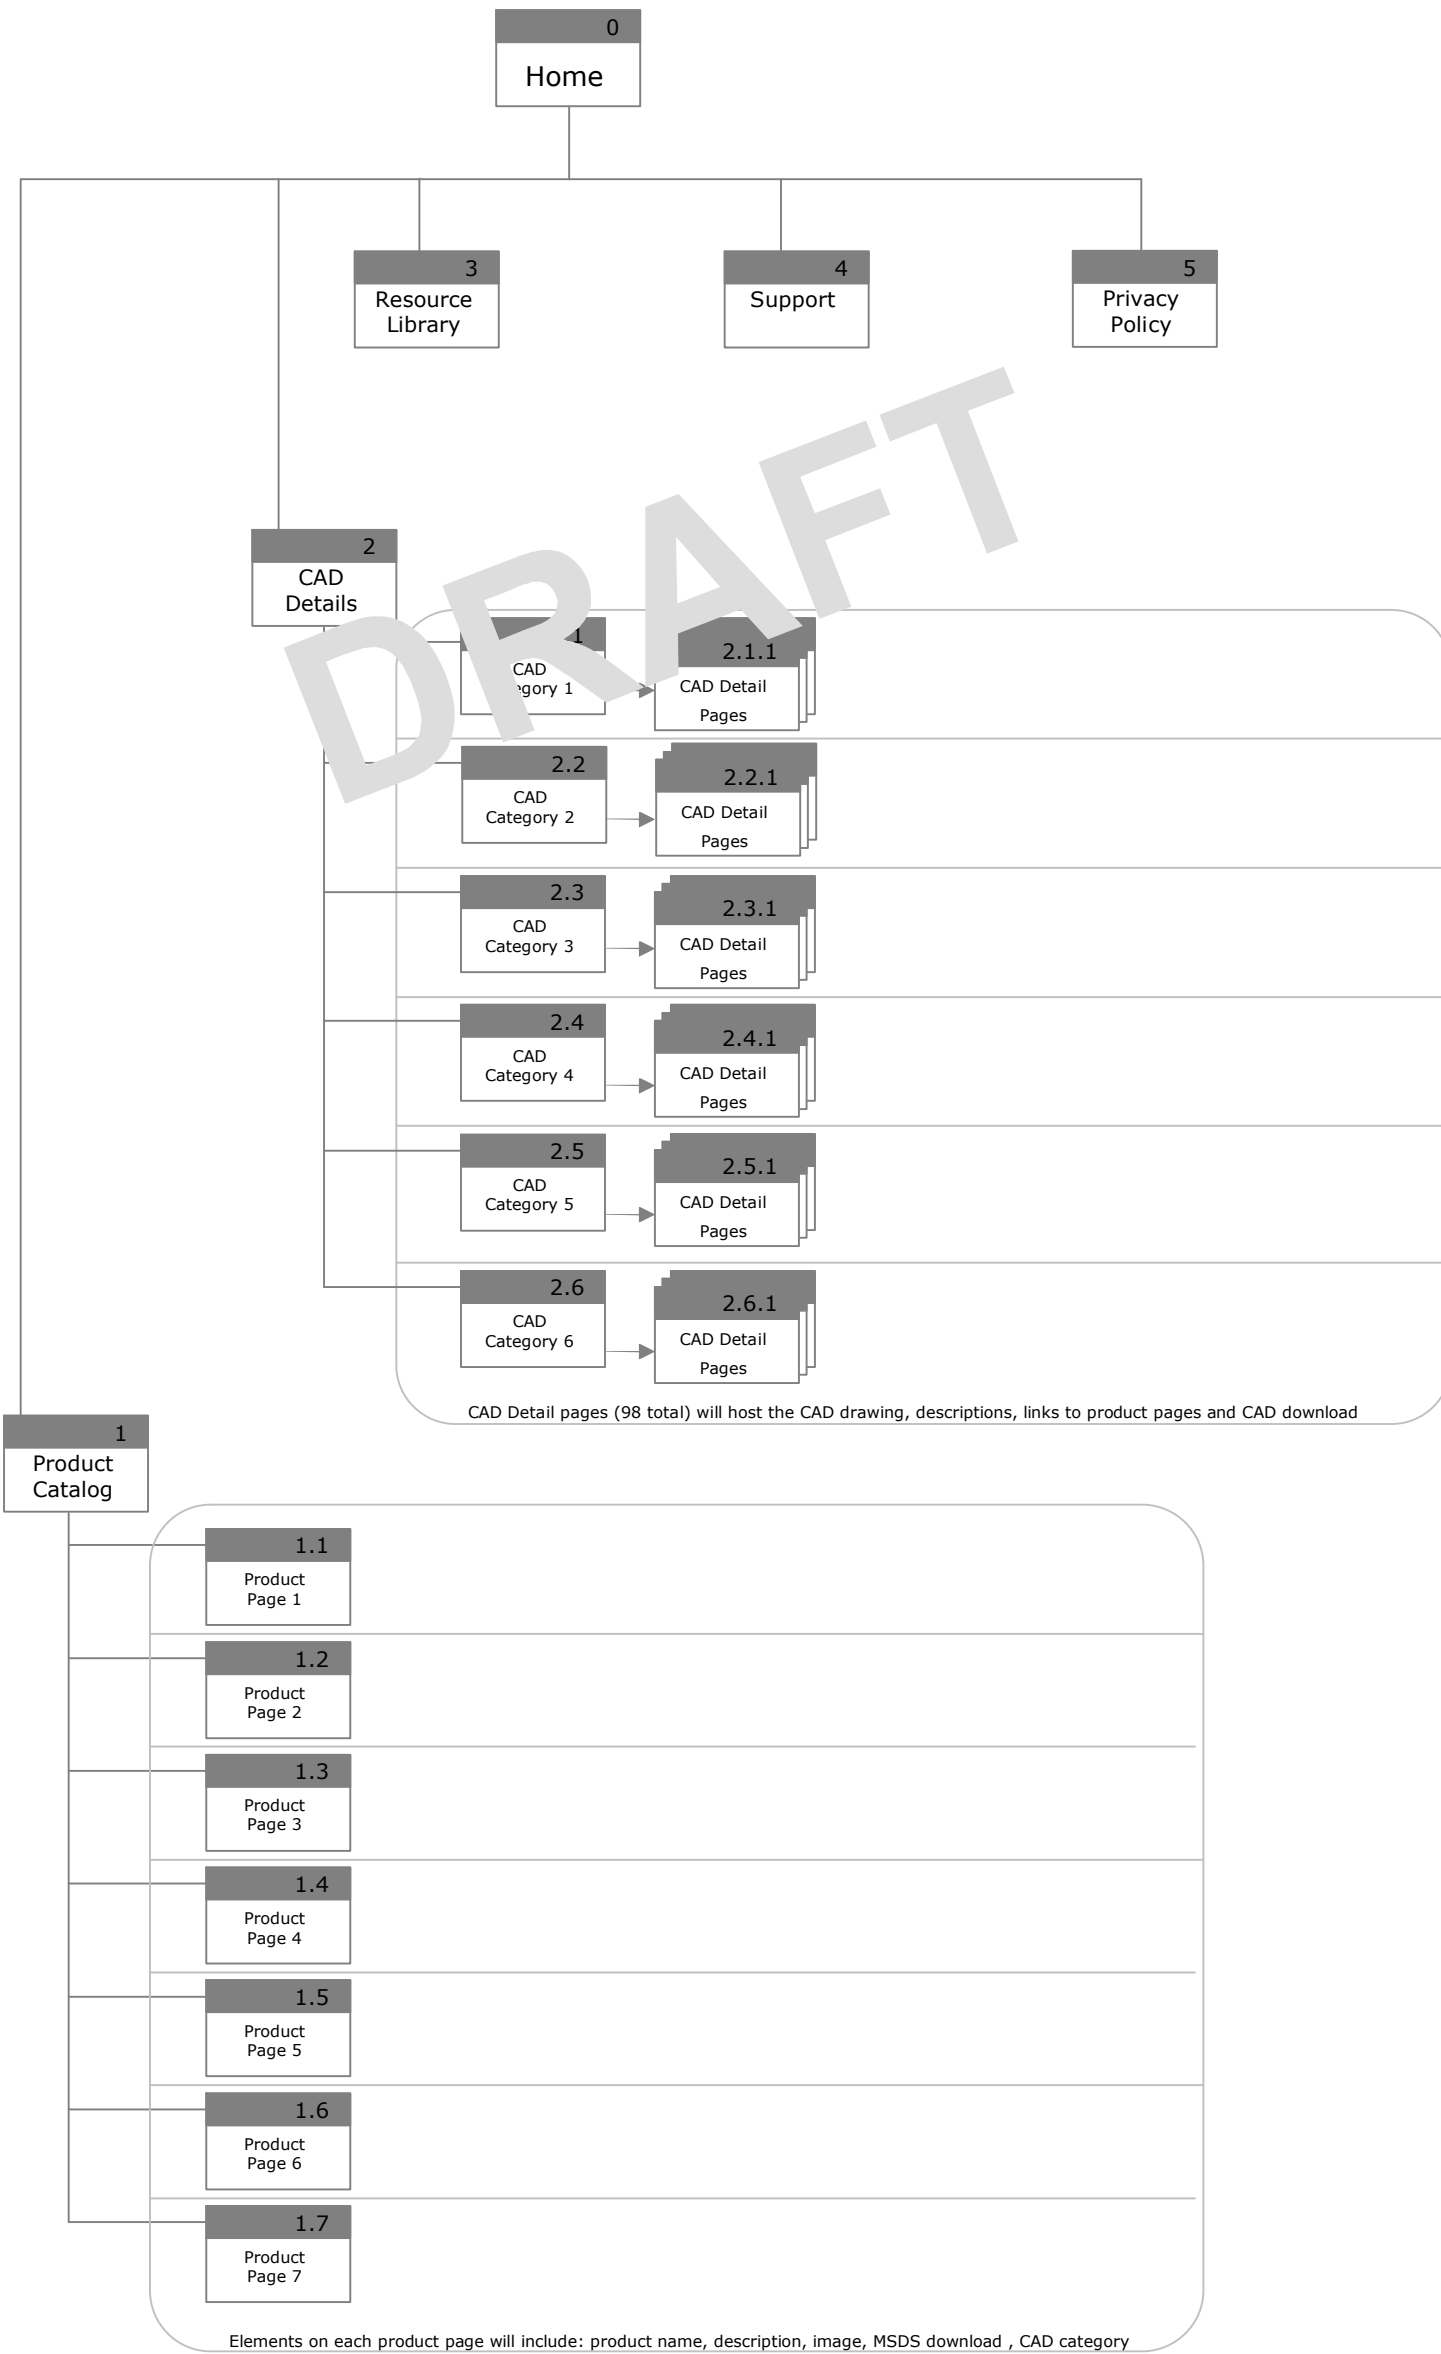 0
Home
3
Resource
Library
4
Support
5
Privacy
Policy
DRAFT
2
CAD
Details
1
CAD
egory 1
2.1.1
CAD Detail
Pages
2.2
CAD
Category 2
2.2.1
CAD Detail
Pages
2.3
CAD
Category 3
2.3.1
CAD Detail
Pages
2.4
CAD
Category 4
2.4.1
CAD Detail
Pages
2.5
CAD
Category 5
2.5.1
CAD Detail
Pages
2.6
CAD
Category 6
2.6.1
CAD Detail
Pages
CAD Detail pages (98 total) will host the CAD drawing, descriptions, links to product pages and CAD download
1
Product
Catalog
1.1
Product
Page 1
1.2
Product
Page 2
1.3
Product
Page 3
1.4
Product
Page 4
1.5
Product
Page 5
1.6
Product
Page 6
1.7
Product
Page 7
Elements on each product page will include: product name, description, image, MSDS download , CAD category